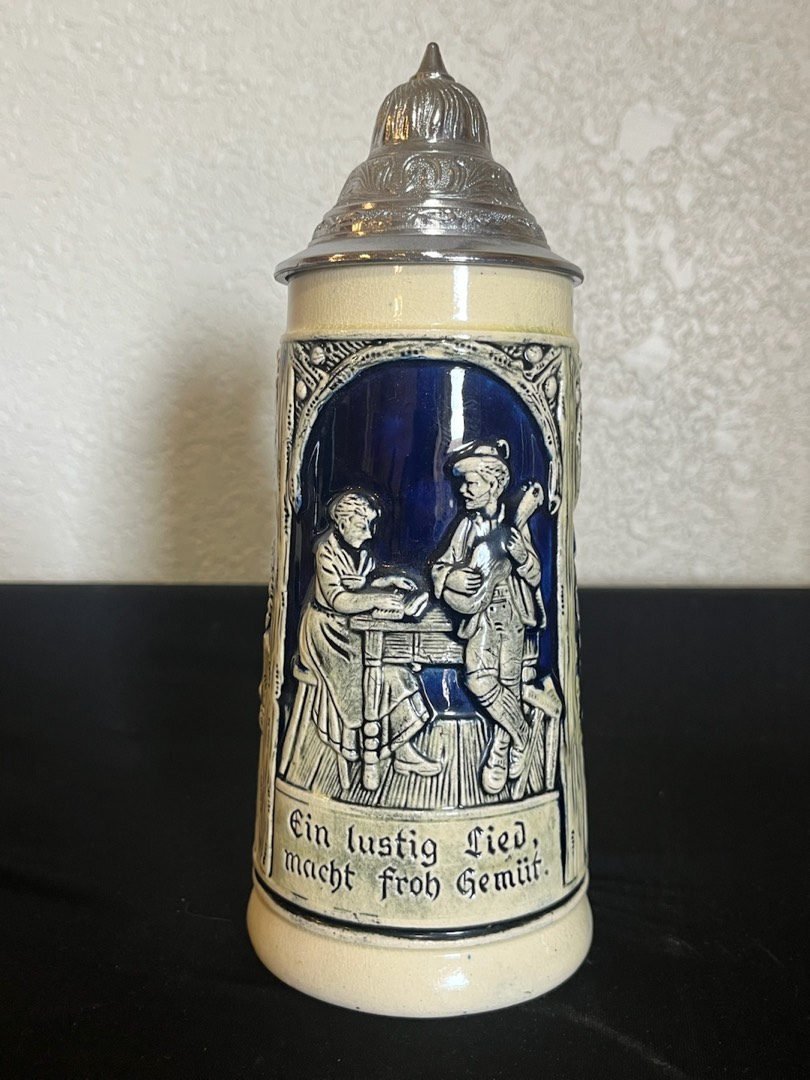 Ein lustig Lied,
macht froh Gemüt.